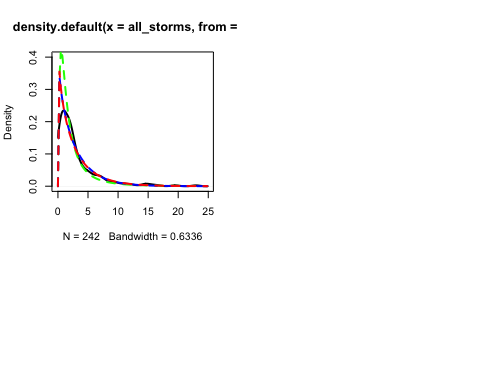 density.default(x = all_storms, from =
Density
0.4
0.3
0.2
0.1
0.0
0 5 10 15 20 25
N = 242 Bandwidth = 0.6336